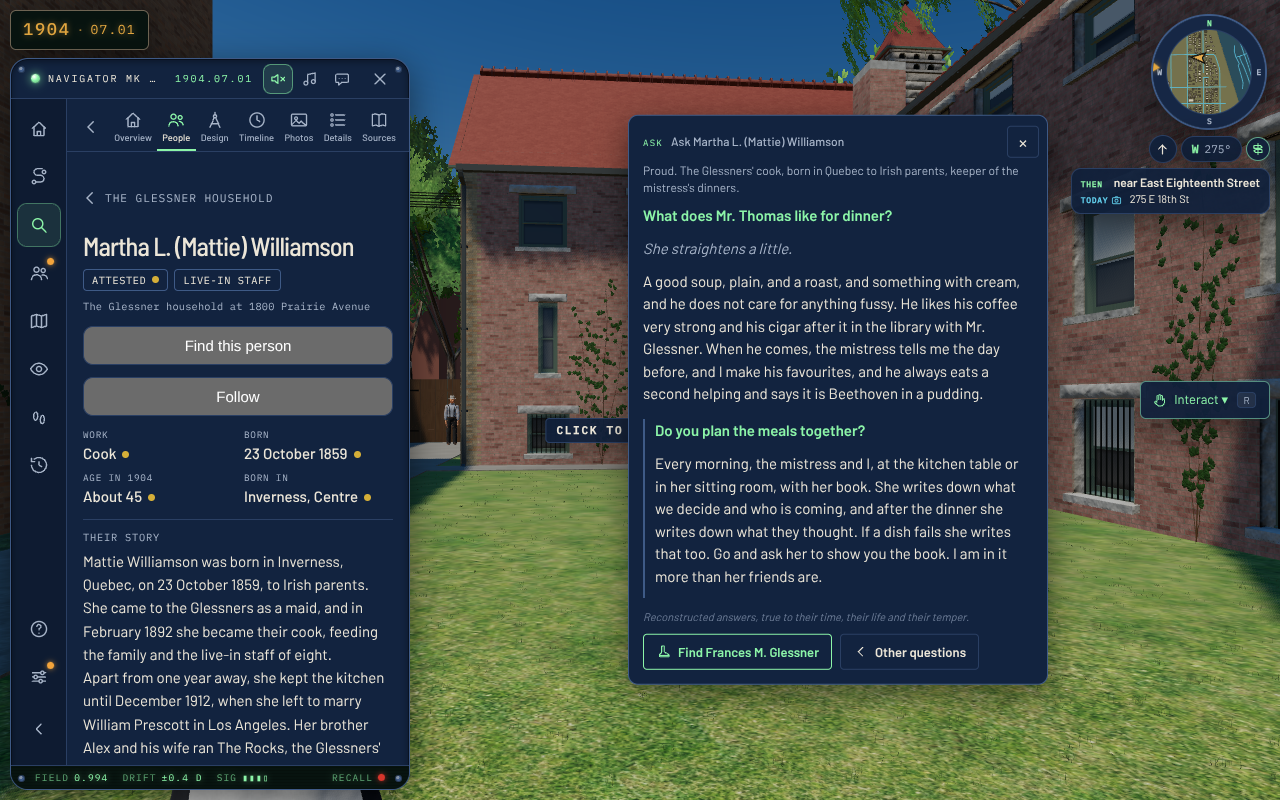 1904 · 07.01
NAVIGATOR MK …
1904.07.01
Overview
People
Design
Timeline
Photos
Details
Sources
THE GLESSNER HOUSEHOLD
Martha L. (Mattie) Williamson
ATTESTED
LIVE-IN STAFF
The Glessner household at 1800 Prairie Avenue
Find this person
Follow
WORK
BORN
Cook
23 October 1859
AGE IN 1904
BORN IN
About 45
Inverness, Centre
THEIR STORY
Mattie Williamson was born in Inverness,
Quebec, on 23 October 1859, to Irish parents.
She came to the Glessners as a maid, and in
February 1892 she became their cook, feeding
the family and the live-in staff of eight.
Apart from one year away, she kept the kitchen
until December 1912, when she left to marry
William Prescott in Los Angeles. Her brother
Alex and his wife ran The Rocks, the Glessners'
FIELD 0.994 DRIFT ±0.4 D SIG
RECALL
CLICK TO
ASK Ask Martha L. (Mattie) Williamson
×
Proud. The Glessners' cook, born in Quebec to Irish parents, keeper of the
mistress's dinners.
What does Mr. Thomas like for dinner?
She straightens a little.
A good soup, plain, and a roast, and something with cream,
and he does not care for anything fussy. He likes his coffee
very strong and his cigar after it in the library with Mr.
Glessner. When he comes, the mistress tells me the day
before, and I make his favourites, and he always eats a
second helping and says it is Beethoven in a pudding.
Do you plan the meals together?
Every morning, the mistress and I, at the kitchen table or
in her sitting room, with her book. She writes down what
we decide and who is coming, and after the dinner she
writes down what they thought. If a dish fails she writes
that too. Go and ask her to show you the book. I am in it
more than her friends are.
Reconstructed answers, true to their time, their life and their temper.
Find Frances M. Glessner
Other questions
N
W
E
S
W 275°
THEN near East Eighteenth Street
TODAY 275 E 18th St
Interact ▾ R